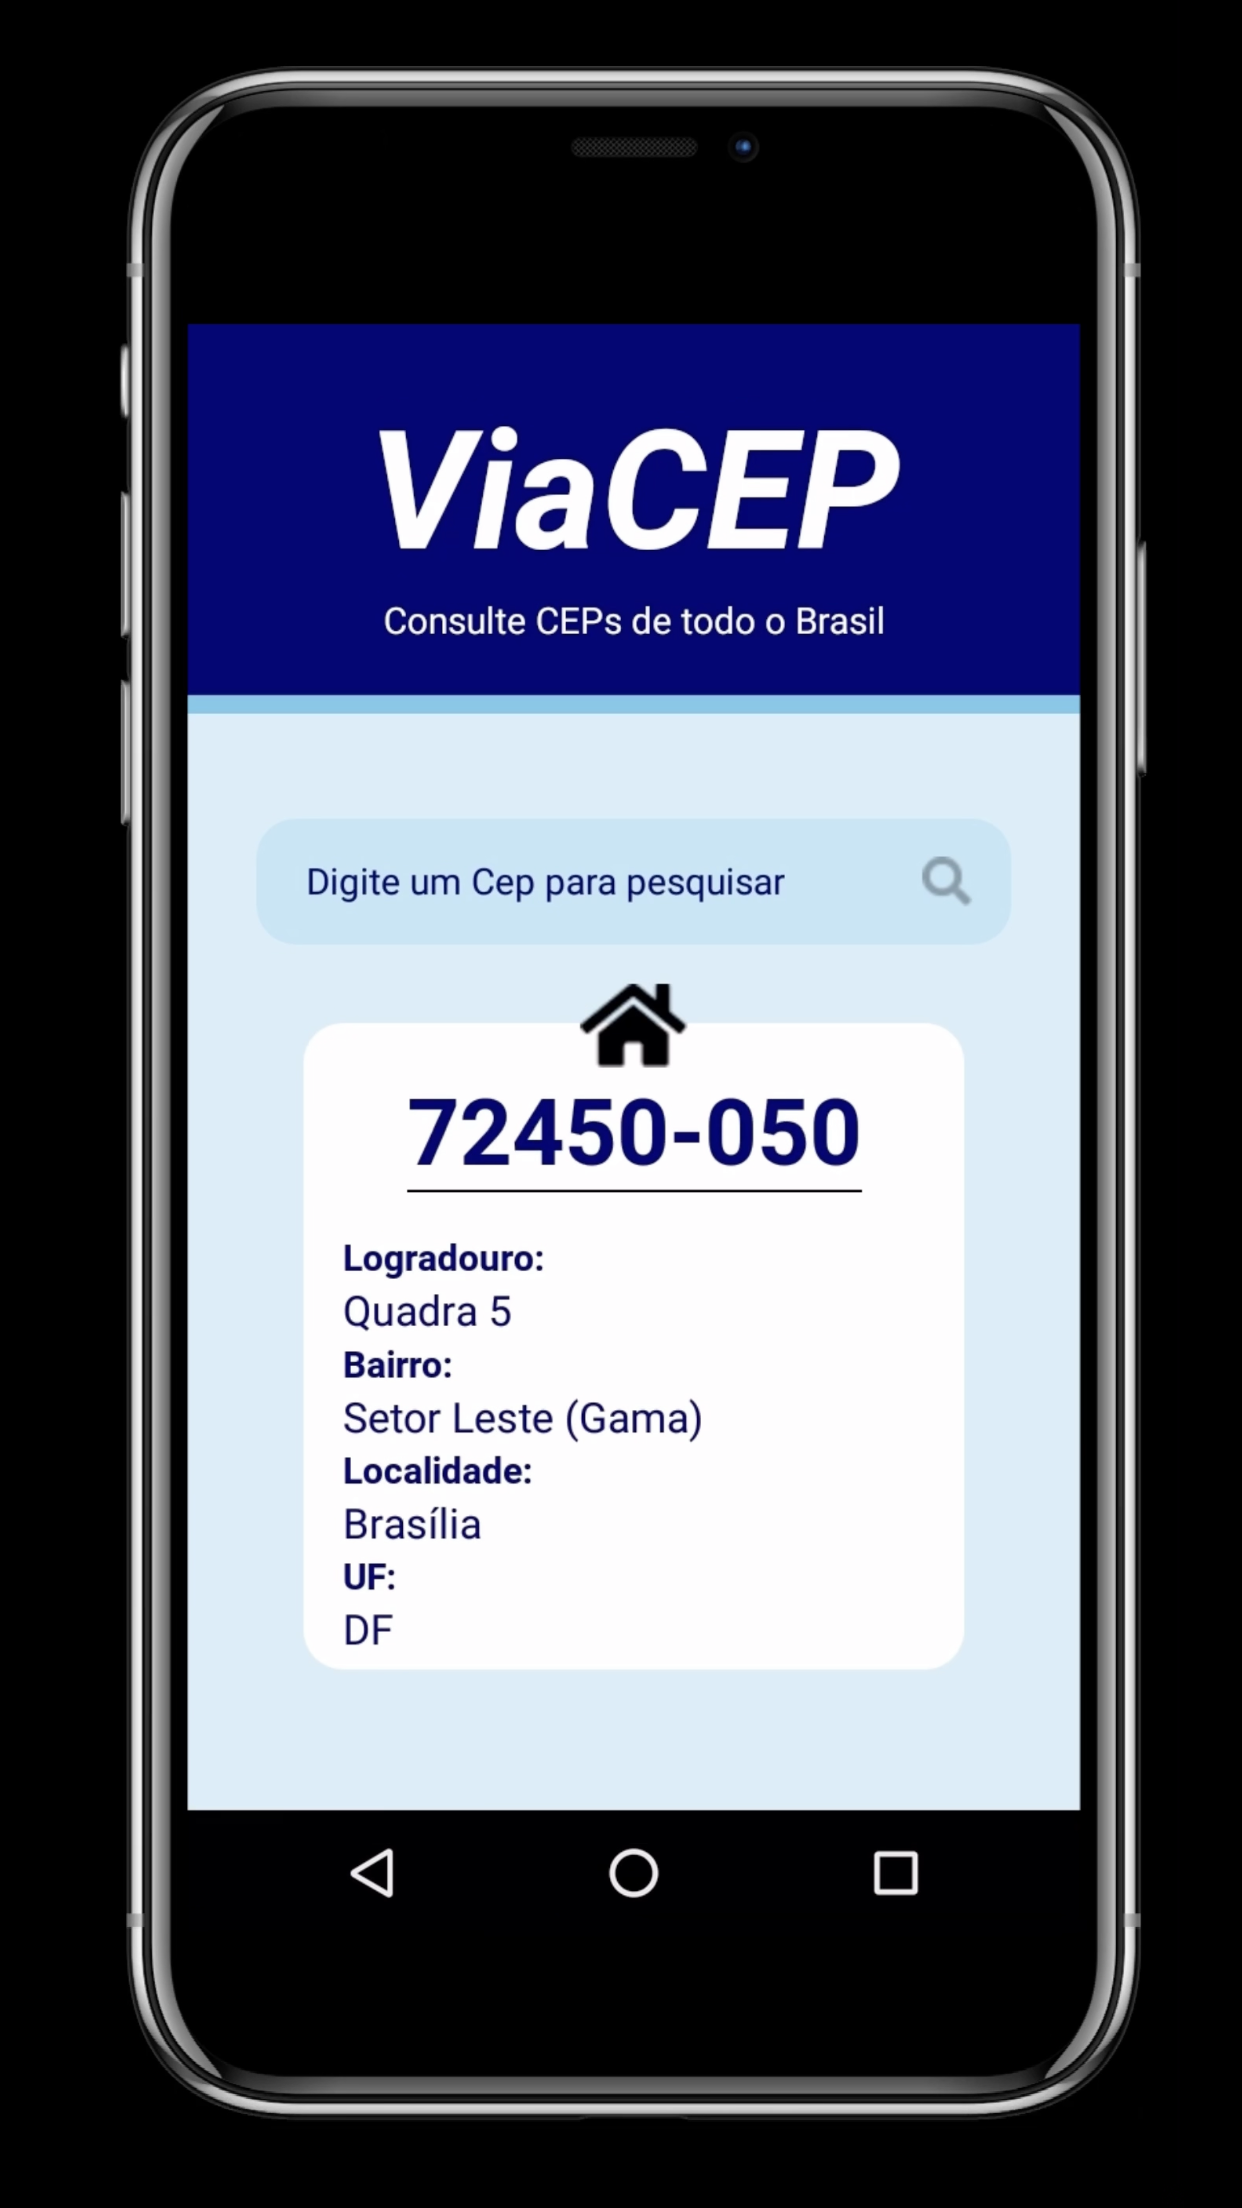 ViaCEP
Consulte CEPs de todo o Brasil
Digite um Cep para pesquisar
72450-050
Logradouro:
Quadra 5
Bairro:
Setor Leste (Gama)
Localidade:
Brasília
UF:
DF